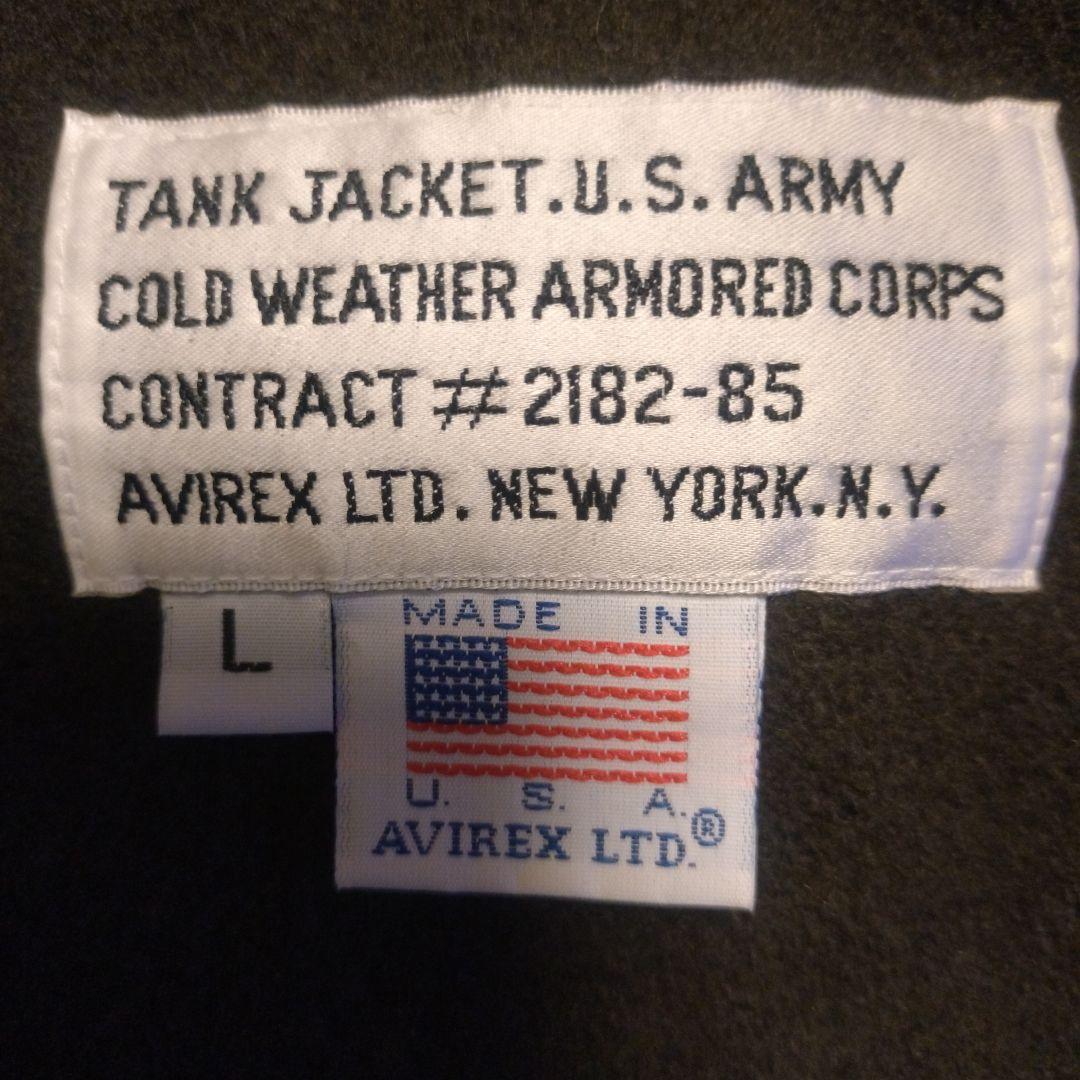 TANK JACKET.U.S. ARMY
COLD WEATHER ARMORED CORPS
CONTRACT #2182-85
AVIREX LTD. NEW YORK.N.Y.
L
MADE IN
U. S. A.
AVIREX LTD.®